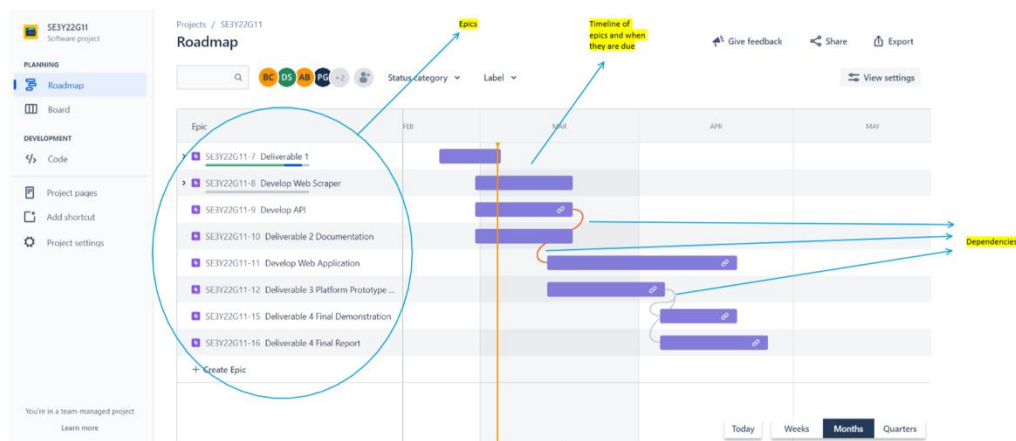 SE3Y22G11
Software project
PLANNING
Roadmap
Board
DEVELOPMENT
Code
Project pages
Add shortcut
Project settings
You're in a team-managed project
Learn more
Projects / SE3Y22G11
Roadmap
Epics
Timeline of
epics and when
they are due
Give feedback
Share
Export
BC DS AB PG +2
Status category
Label
View settings
Epic
FEB MAR APR MAY
SE3Y22G11-7 Deliverable 1
SE3Y22G11-8 Develop Web Scraper
SE3Y22G11-9 Develop API
SE3Y22G11-10 Deliverable 2 Documentation
SE3Y22G11-11 Develop Web Application
SE3Y22G11-12 Deliverable 3 Platform Prototype ...
SE3Y22G11-15 Deliverable 4 Final Demonstration
SE3Y22G11-16 Deliverable 4 Final Report
+ Create Epic
Dependencies
Today Weeks Months Quarters